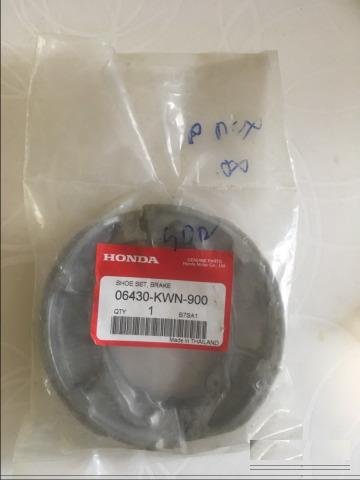 GENUINE PARTS
Honda Motor Co., Ltd.
HONDA
SHOE SET, BRAKE
06430-KWN-900
QTY 1 B7SA1
Made in THAILAND